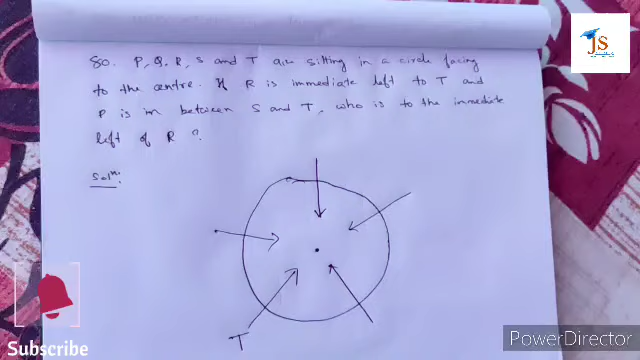 80. P, Q, R, S and T are sitting in a circle facing
to the centre. If R is immediate left to T and
P is in between S and T, who is to the immediate
left of R ?
Solⁿ:
T
JS
Subscribe
PowerDirector